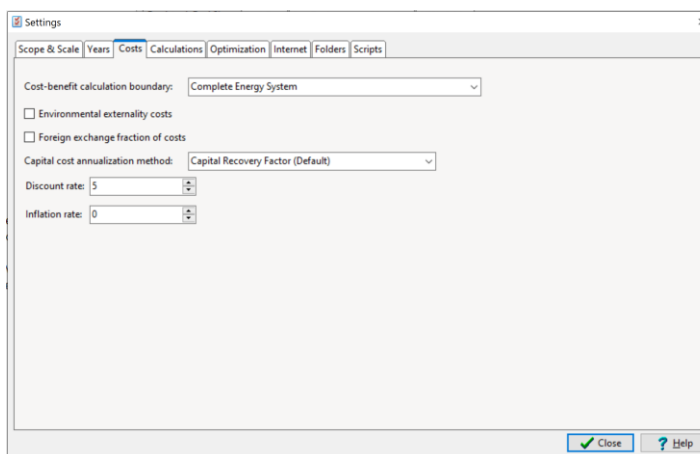 Settings
Scope & Scale Years Costs Calculations Optimization Internet Folders Scripts
Cost-benefit calculation boundary: Complete Energy System
Environmental externality costs
Foreign exchange fraction of costs
Capital cost annualization method: Capital Recovery Factor (Default)
Discount rate: 5
Inflation rate: 0
Close ? Help